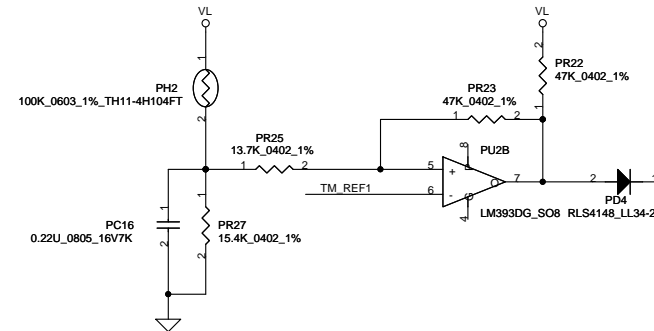 VL
VL
1
PH2
100K_0603_1%_TH11-4H104FT
2
2
PR22
47K_0402_1%
1
PR23
47K_0402_1%
1 2
PR25
13.7K_0402_1%
1 2
8
PU2B
5
+
P
O
7
TM_REF1
6
-
G
4
LM393DG_SO8
2
PD4
RLS4148_LL34-2
1
PC16
0.22U_0805_16V7K
2
1
PR27
15.4K_0402_1%
2